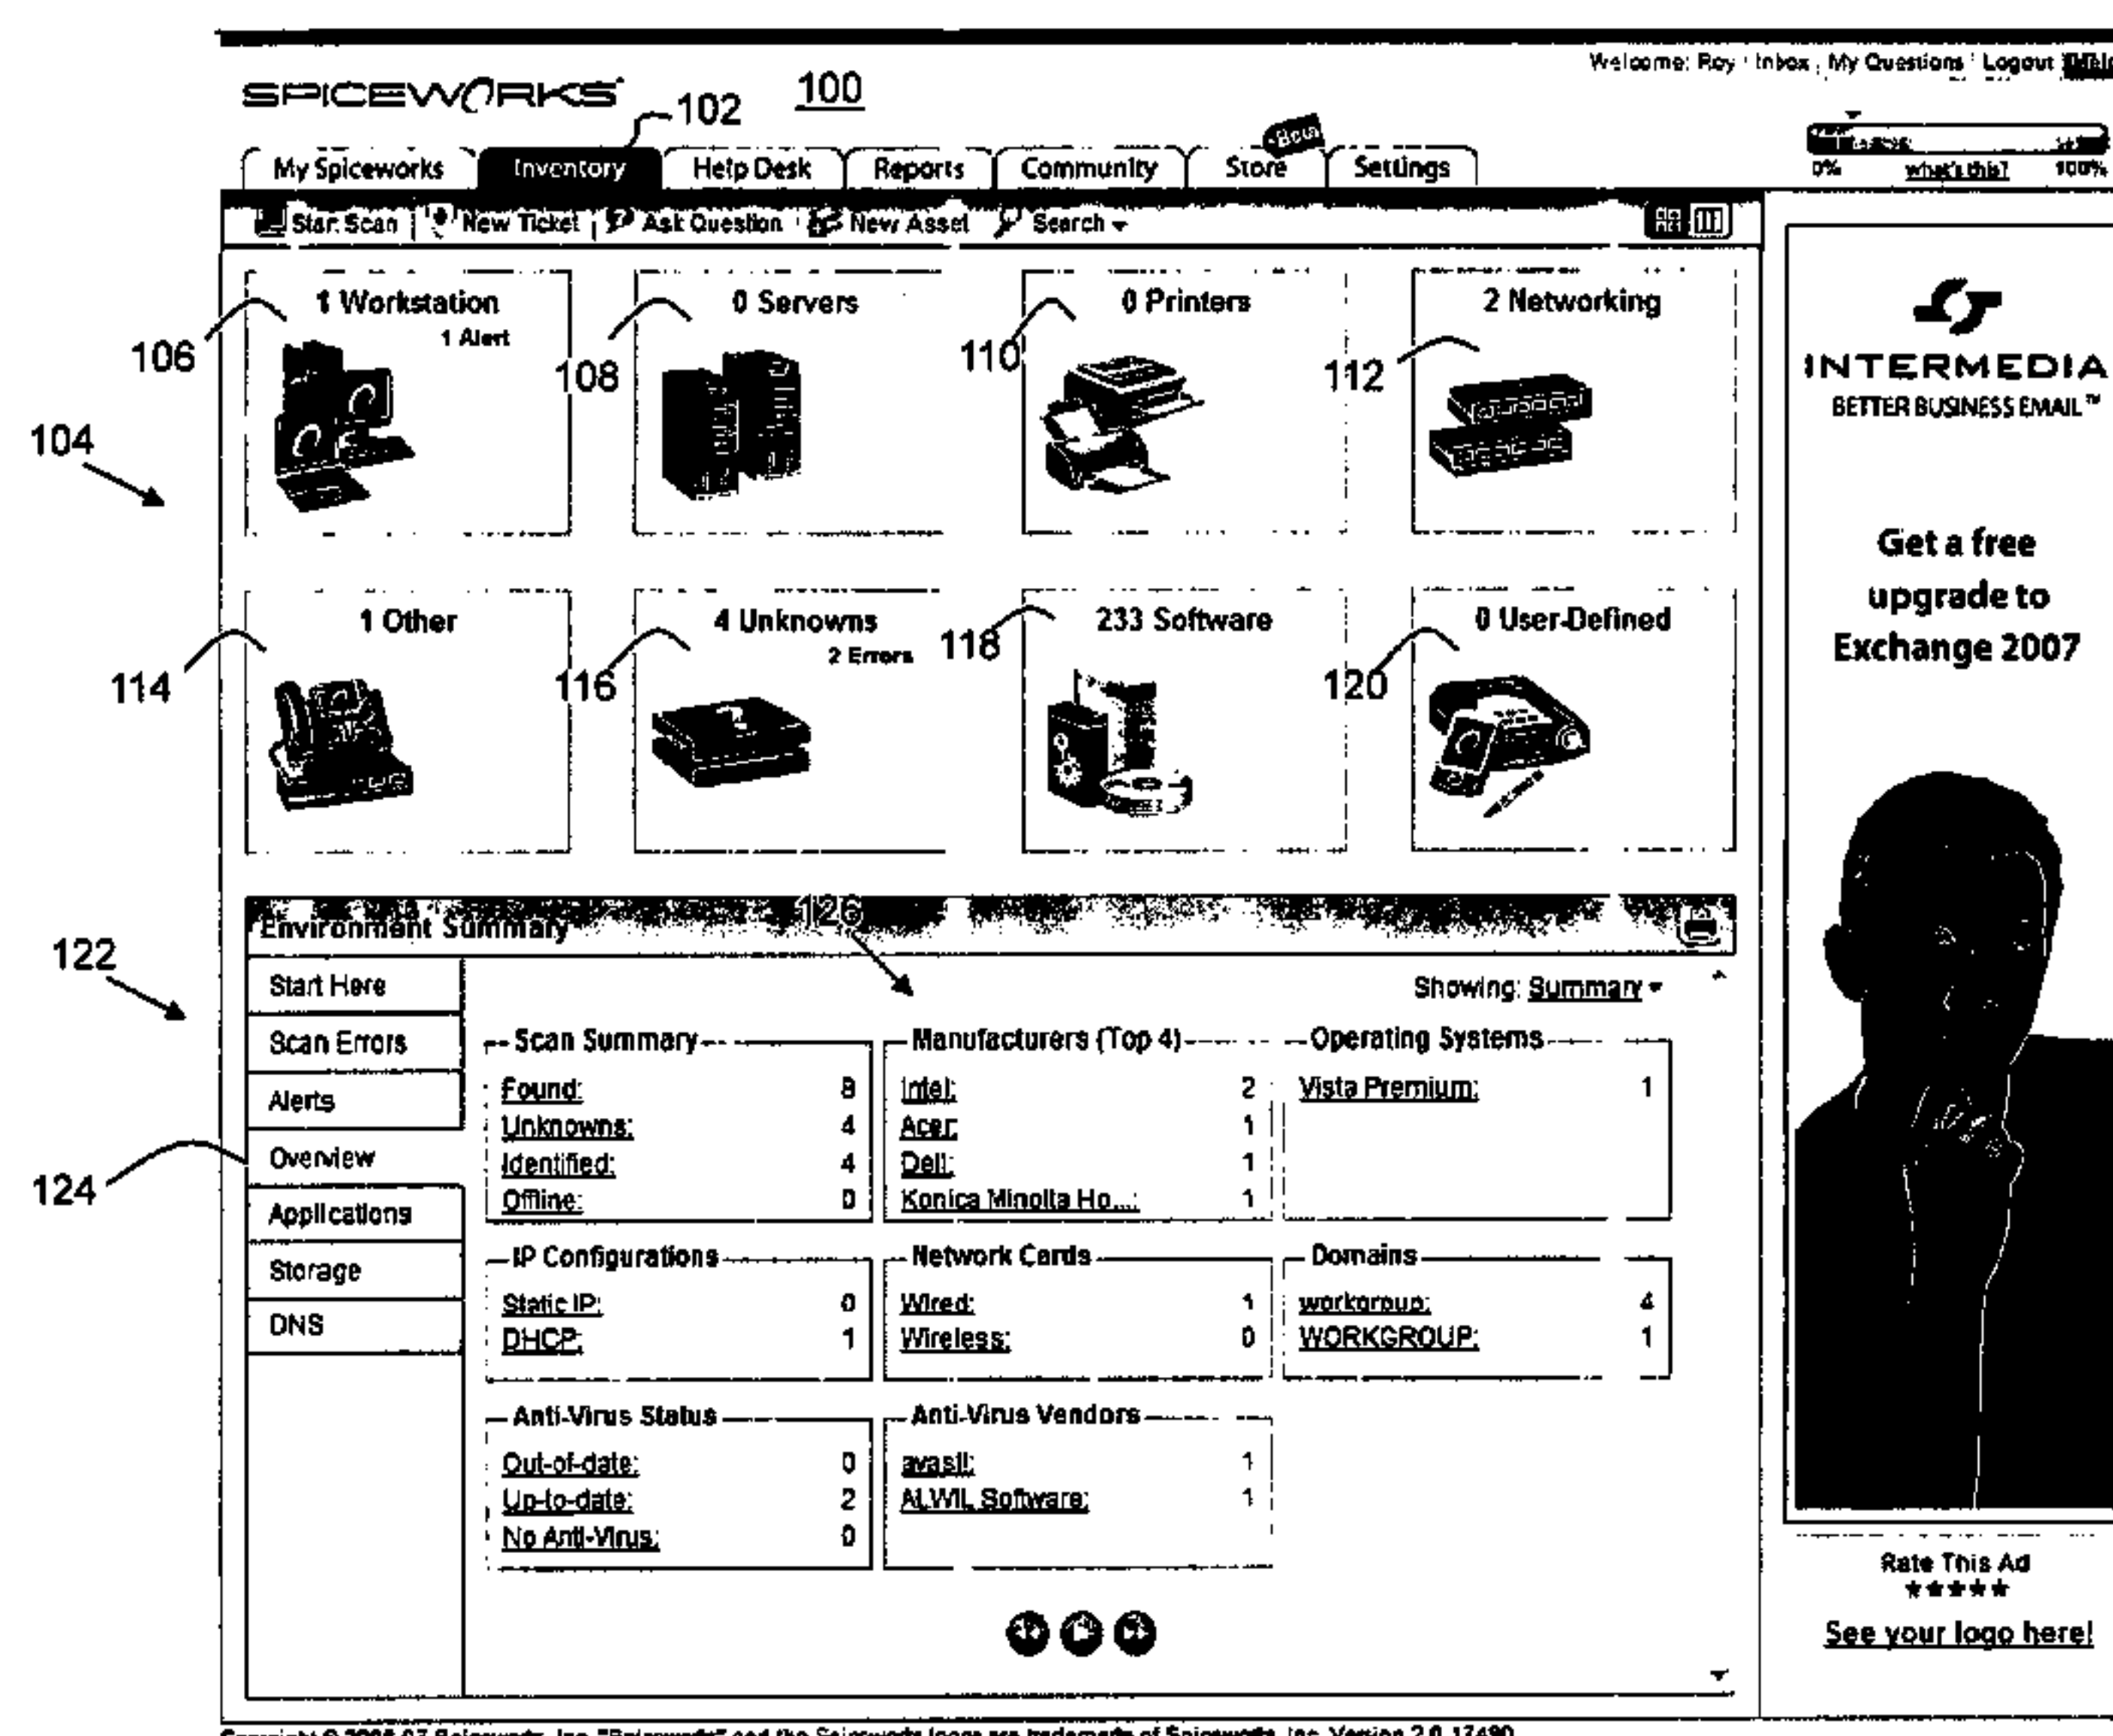 Welcome: Roy Inbox My Questions Logout
SPICEWORKS
102
100
My Spiceworks Inventory Help Desk Reports Community Store Settings
0% what's this? 100%
Start Scan New Ticket Ask Question New Asset Search
1 Workstation
1 Alert
0 Servers
0 Printers
2 Networking
106
108
110
112
104
1 Other
4 Unknowns
2 Errors
233 Software
0 User-Defined
114
116
118
120
Environment Summary
126
122
124
Start Here
Scan Errors
Alerts
Overview
Applications
Storage
DNS
Showing: Summary
Scan Summary
Found: 8
Unknowns: 4
Identified: 4
Offline: 0
Manufacturers (Top 4)
Intel: 2
Acer: 1
Dell: 1
Konica Minolta Ho...: 1
Operating Systems
Vista Premium: 1
IP Configurations
Static IP: 0
DHCP: 1
Network Cards
Wired: 1
Wireless: 0
Domains
workgroup: 4
WORKGROUP: 1
Anti-Virus Status
Out-of-date: 0
Up-to-date: 2
No Anti-Virus: 0
Anti-Virus Vendors
avast!: 1
ALWIL Software: 1
INTERMEDIA
BETTER BUSINESS EMAIL™
Get a free
upgrade to
Exchange 2007
Rate This Ad
★★★★★
See your logo here!